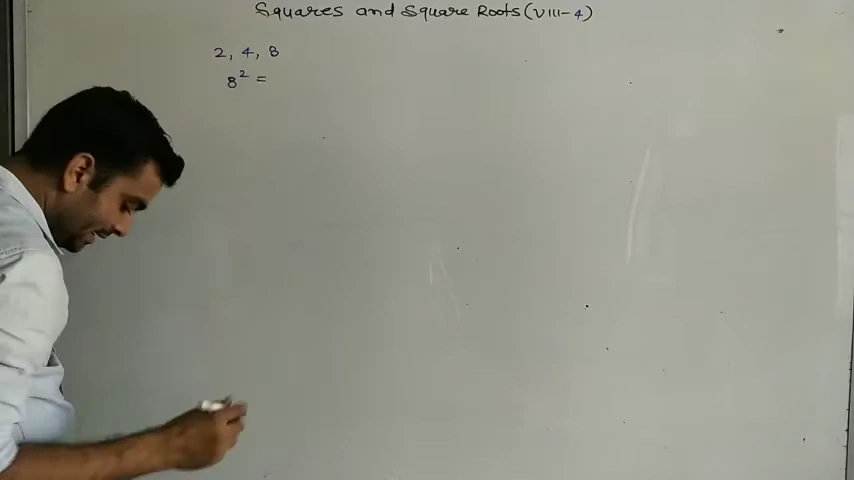 Squares and Square Roots (VIII-4)
2, 4, 8
8² =